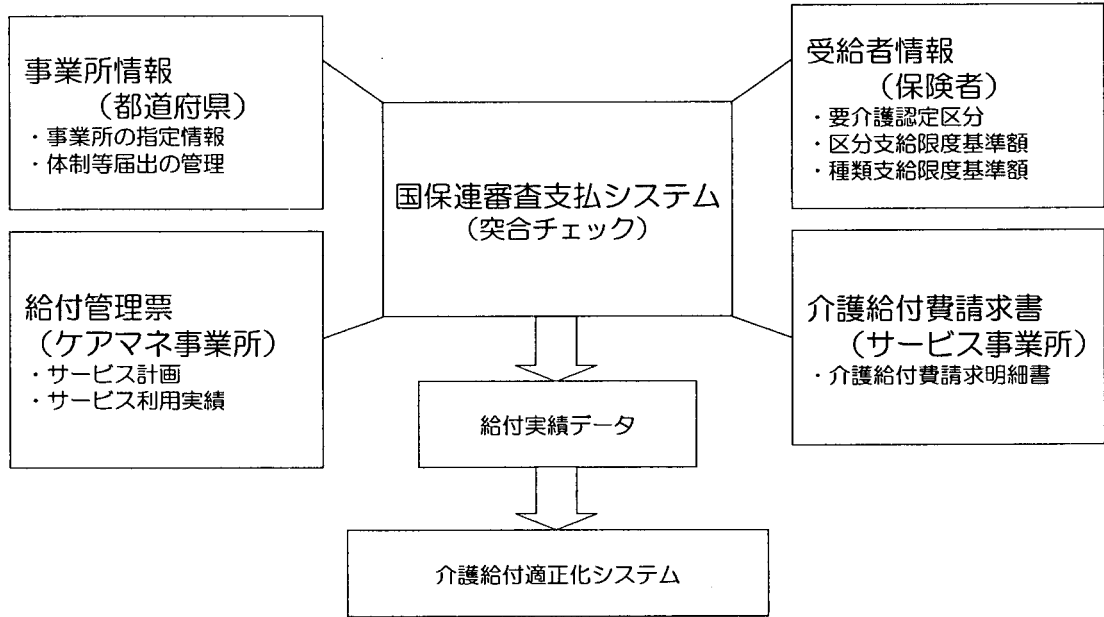 事業所情報
（都道府県）
・事業所の指定情報
・体制等届出の管理
受給者情報
（保険者）
・要介護認定区分
・区分支給限度基準額
・種類支給限度基準額
国保連審査支払システム
（突合チェック）
給付管理票
（ケアマネ事業所）
・サービス計画
・サービス利用実績
介護給付費請求書
（サービス事業所）
・介護給付費請求明細書
給付実績データ
介護給付適正化システム